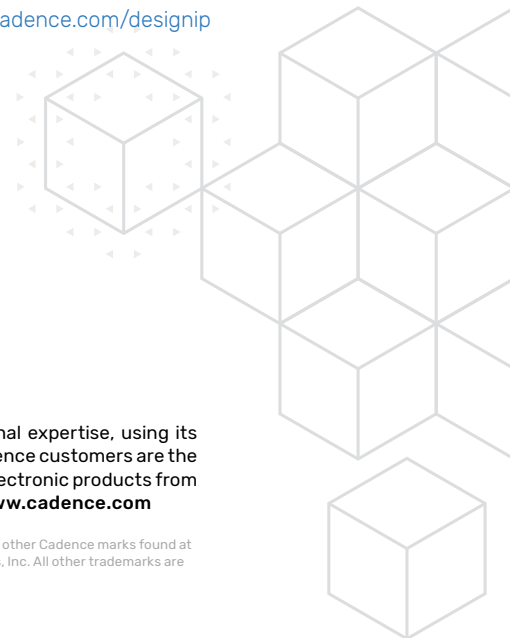 adence.com/designip
nal expertise, using its
ence customers are the
ectronic products from
ww.cadence.com
other Cadence marks found at
s, Inc. All other trademarks are